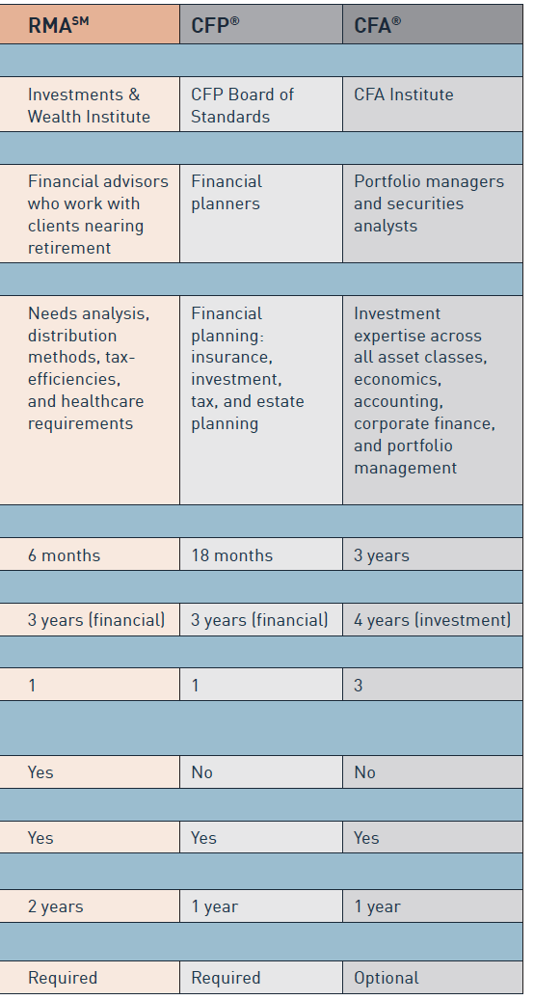 RMA℠ CFP® CFA®
Investments &
Wealth Institute
CFP Board of
Standards
CFA Institute
Financial advisors
who work with
clients nearing
retirement
Financial
planners
Portfolio managers
and securities
analysts
Needs analysis,
distribution
methods, tax-
efficiencies,
and healthcare
requirements
Financial
planning:
insurance,
investment,
tax, and estate
planning
Investment
expertise across
all asset classes,
economics,
accounting,
corporate finance,
and portfolio
management
6 months 18 months 3 years
3 years (financial) 3 years (financial) 4 years (investment)
1 1 3
Yes No No
Yes Yes Yes
2 years 1 year 1 year
Required Required Optional